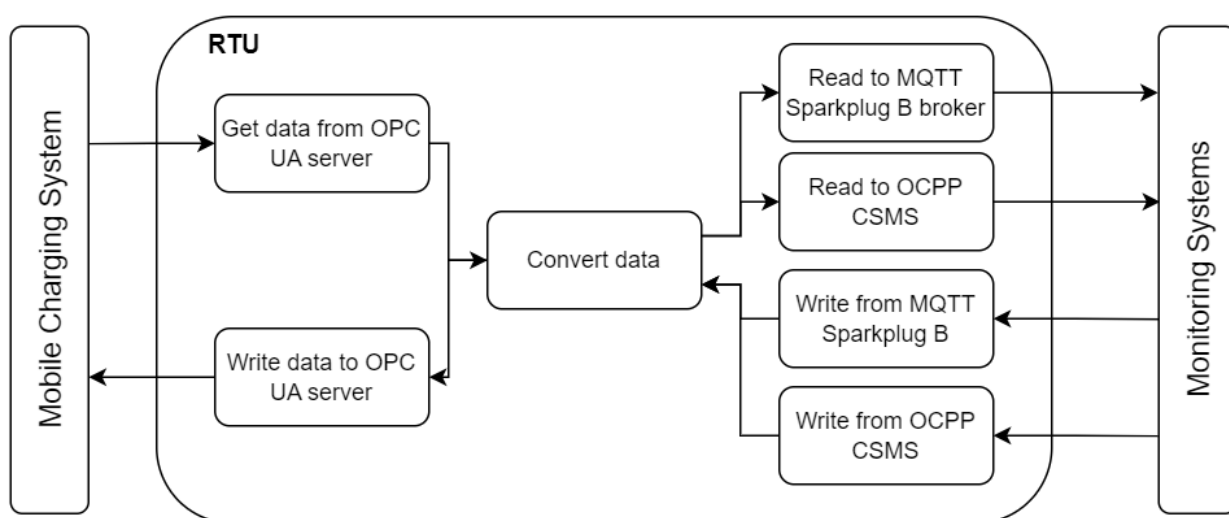 RTU
Mobile Charging System
Get data from OPC
UA server
Write data to OPC
UA server
Convert data
Read to MQTT
Sparkplug B broker
Read to OCPP
CSMS
Write from MQTT
Sparkplug B
Write from OCPP
CSMS
Monitoring Systems